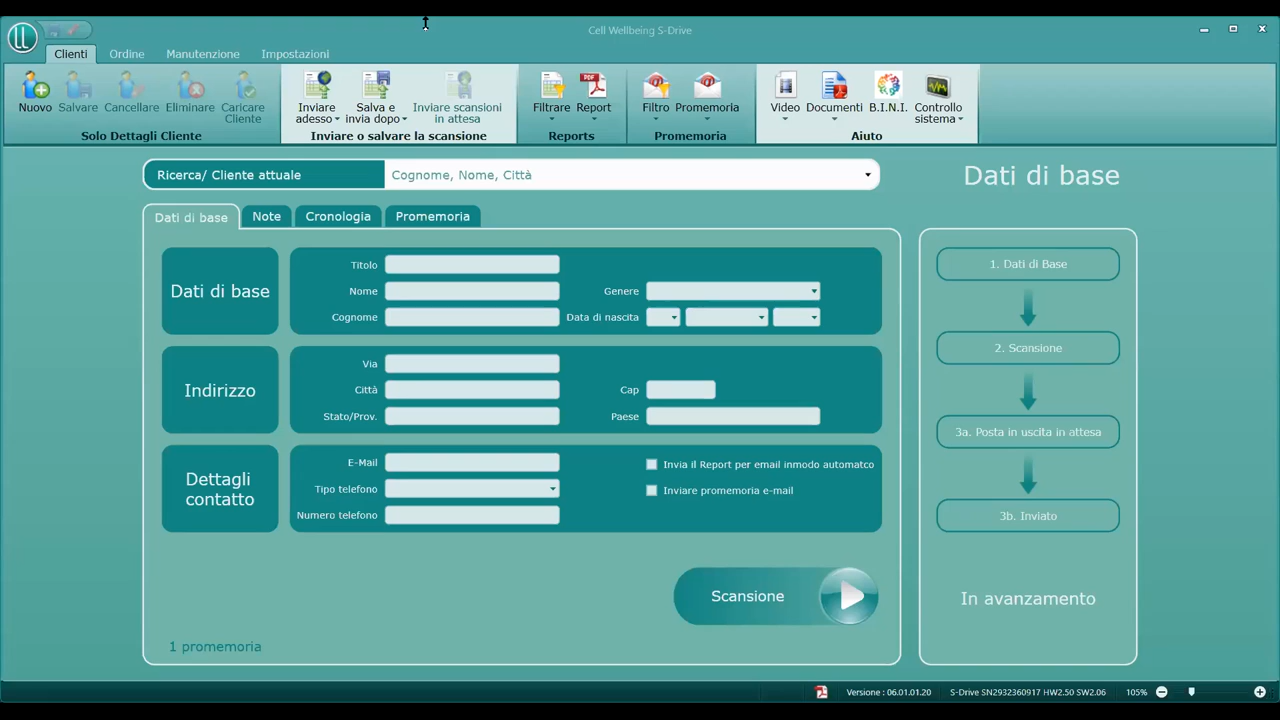 Cell Wellbeing S-Drive
Clienti Ordine Manutenzione Impostazioni
Nuovo Salvare Cancellare Eliminare Caricare Cliente
Solo Dettagli Cliente
Inviare adesso Salva e invia dopo Inviare scansioni in attesa
Inviare o salvare la scansione
Filtrare Report
Reports
Filtro Promemoria
Promemoria
Video Documenti B.I.N.I. Controllo sistema
Aiuto
Ricerca/ Cliente attuale Cognome, Nome, Città
Dati di base
Dati di base Note Cronologia Promemoria
Dati di base
Titolo
Nome Genere
Cognome Data di nascita
Indirizzo
Via
Città Cap
Stato/Prov. Paese
Dettagli contatto
E-Mail Invia il Report per email inmodo automatco
Tipo telefono Inviare promemoria e-mail
Numero telefono
Scansione
1 promemoria
1. Dati di Base
2. Scansione
3a. Posta in uscita in attesa
3b. Inviato
In avanzamento
Versione : 06.01.01.20 S-Drive SN2932360917 HW2.50 SW2.06 105%